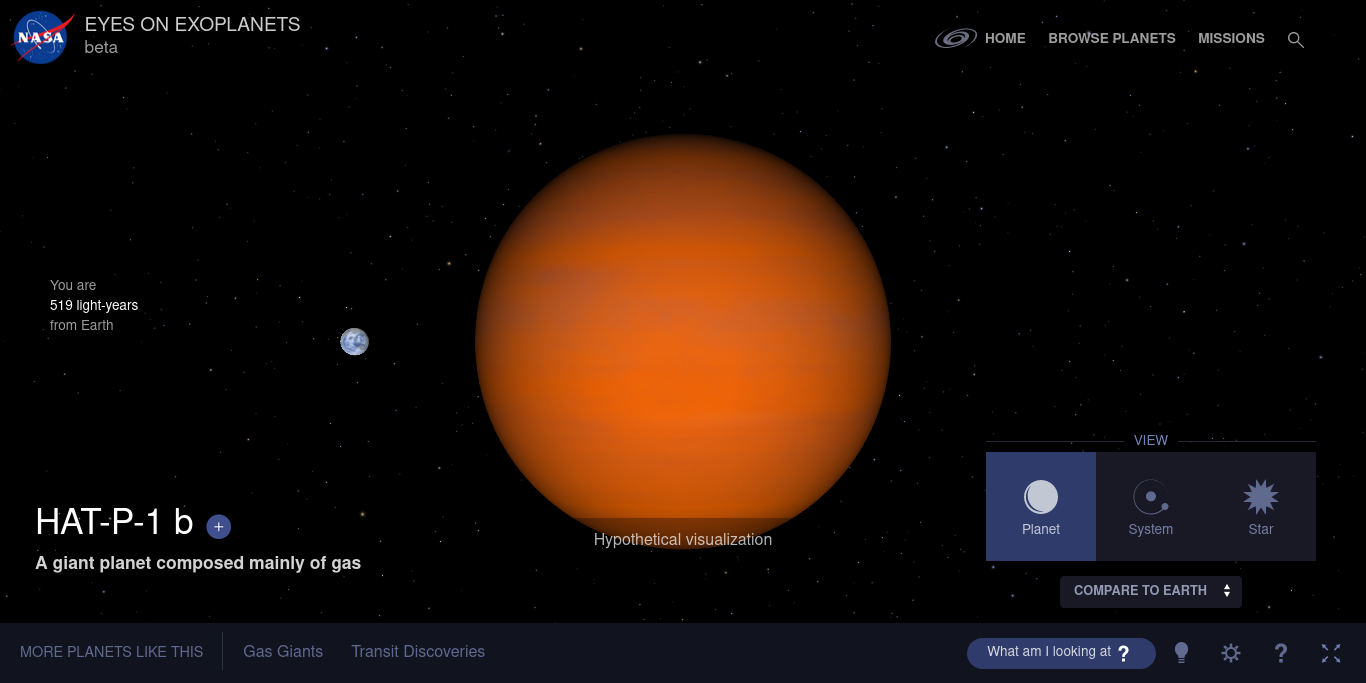 NASA
EYES ON EXOPLANETS
beta
HOME
BROWSE PLANETS
MISSIONS
You are
519 light-years
from Earth
VIEW
Planet
System
Star
HAT-P-1 b +
A giant planet composed mainly of gas
Hypothetical visualization
COMPARE TO EARTH
MORE PLANETS LIKE THIS
Gas Giants
Transit Discoveries
What am I looking at ?
?